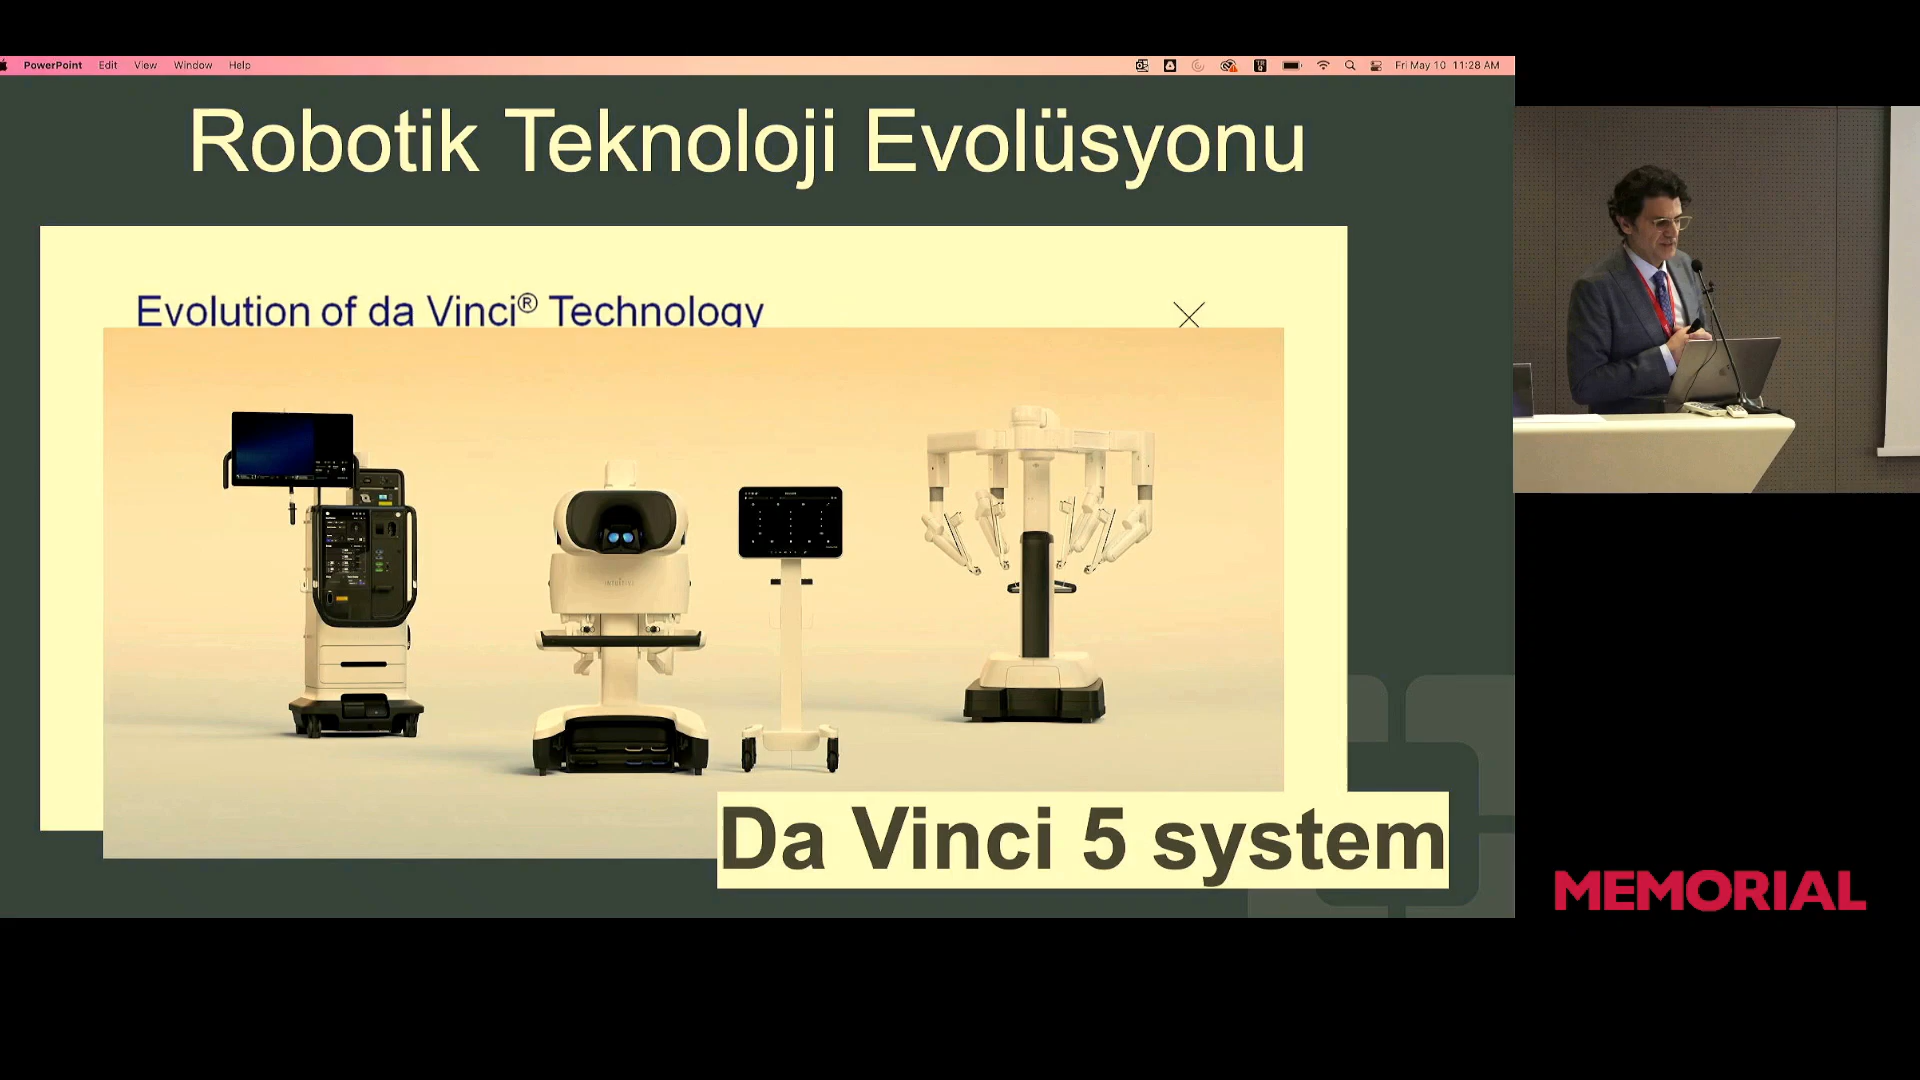 PowerPoint Edit View Window Help Fri May 10 11:28 AM
Robotik Teknoloji Evolüsyonu
Evolution of da Vinci® Technology
Da Vinci 5 system
MEMORIAL